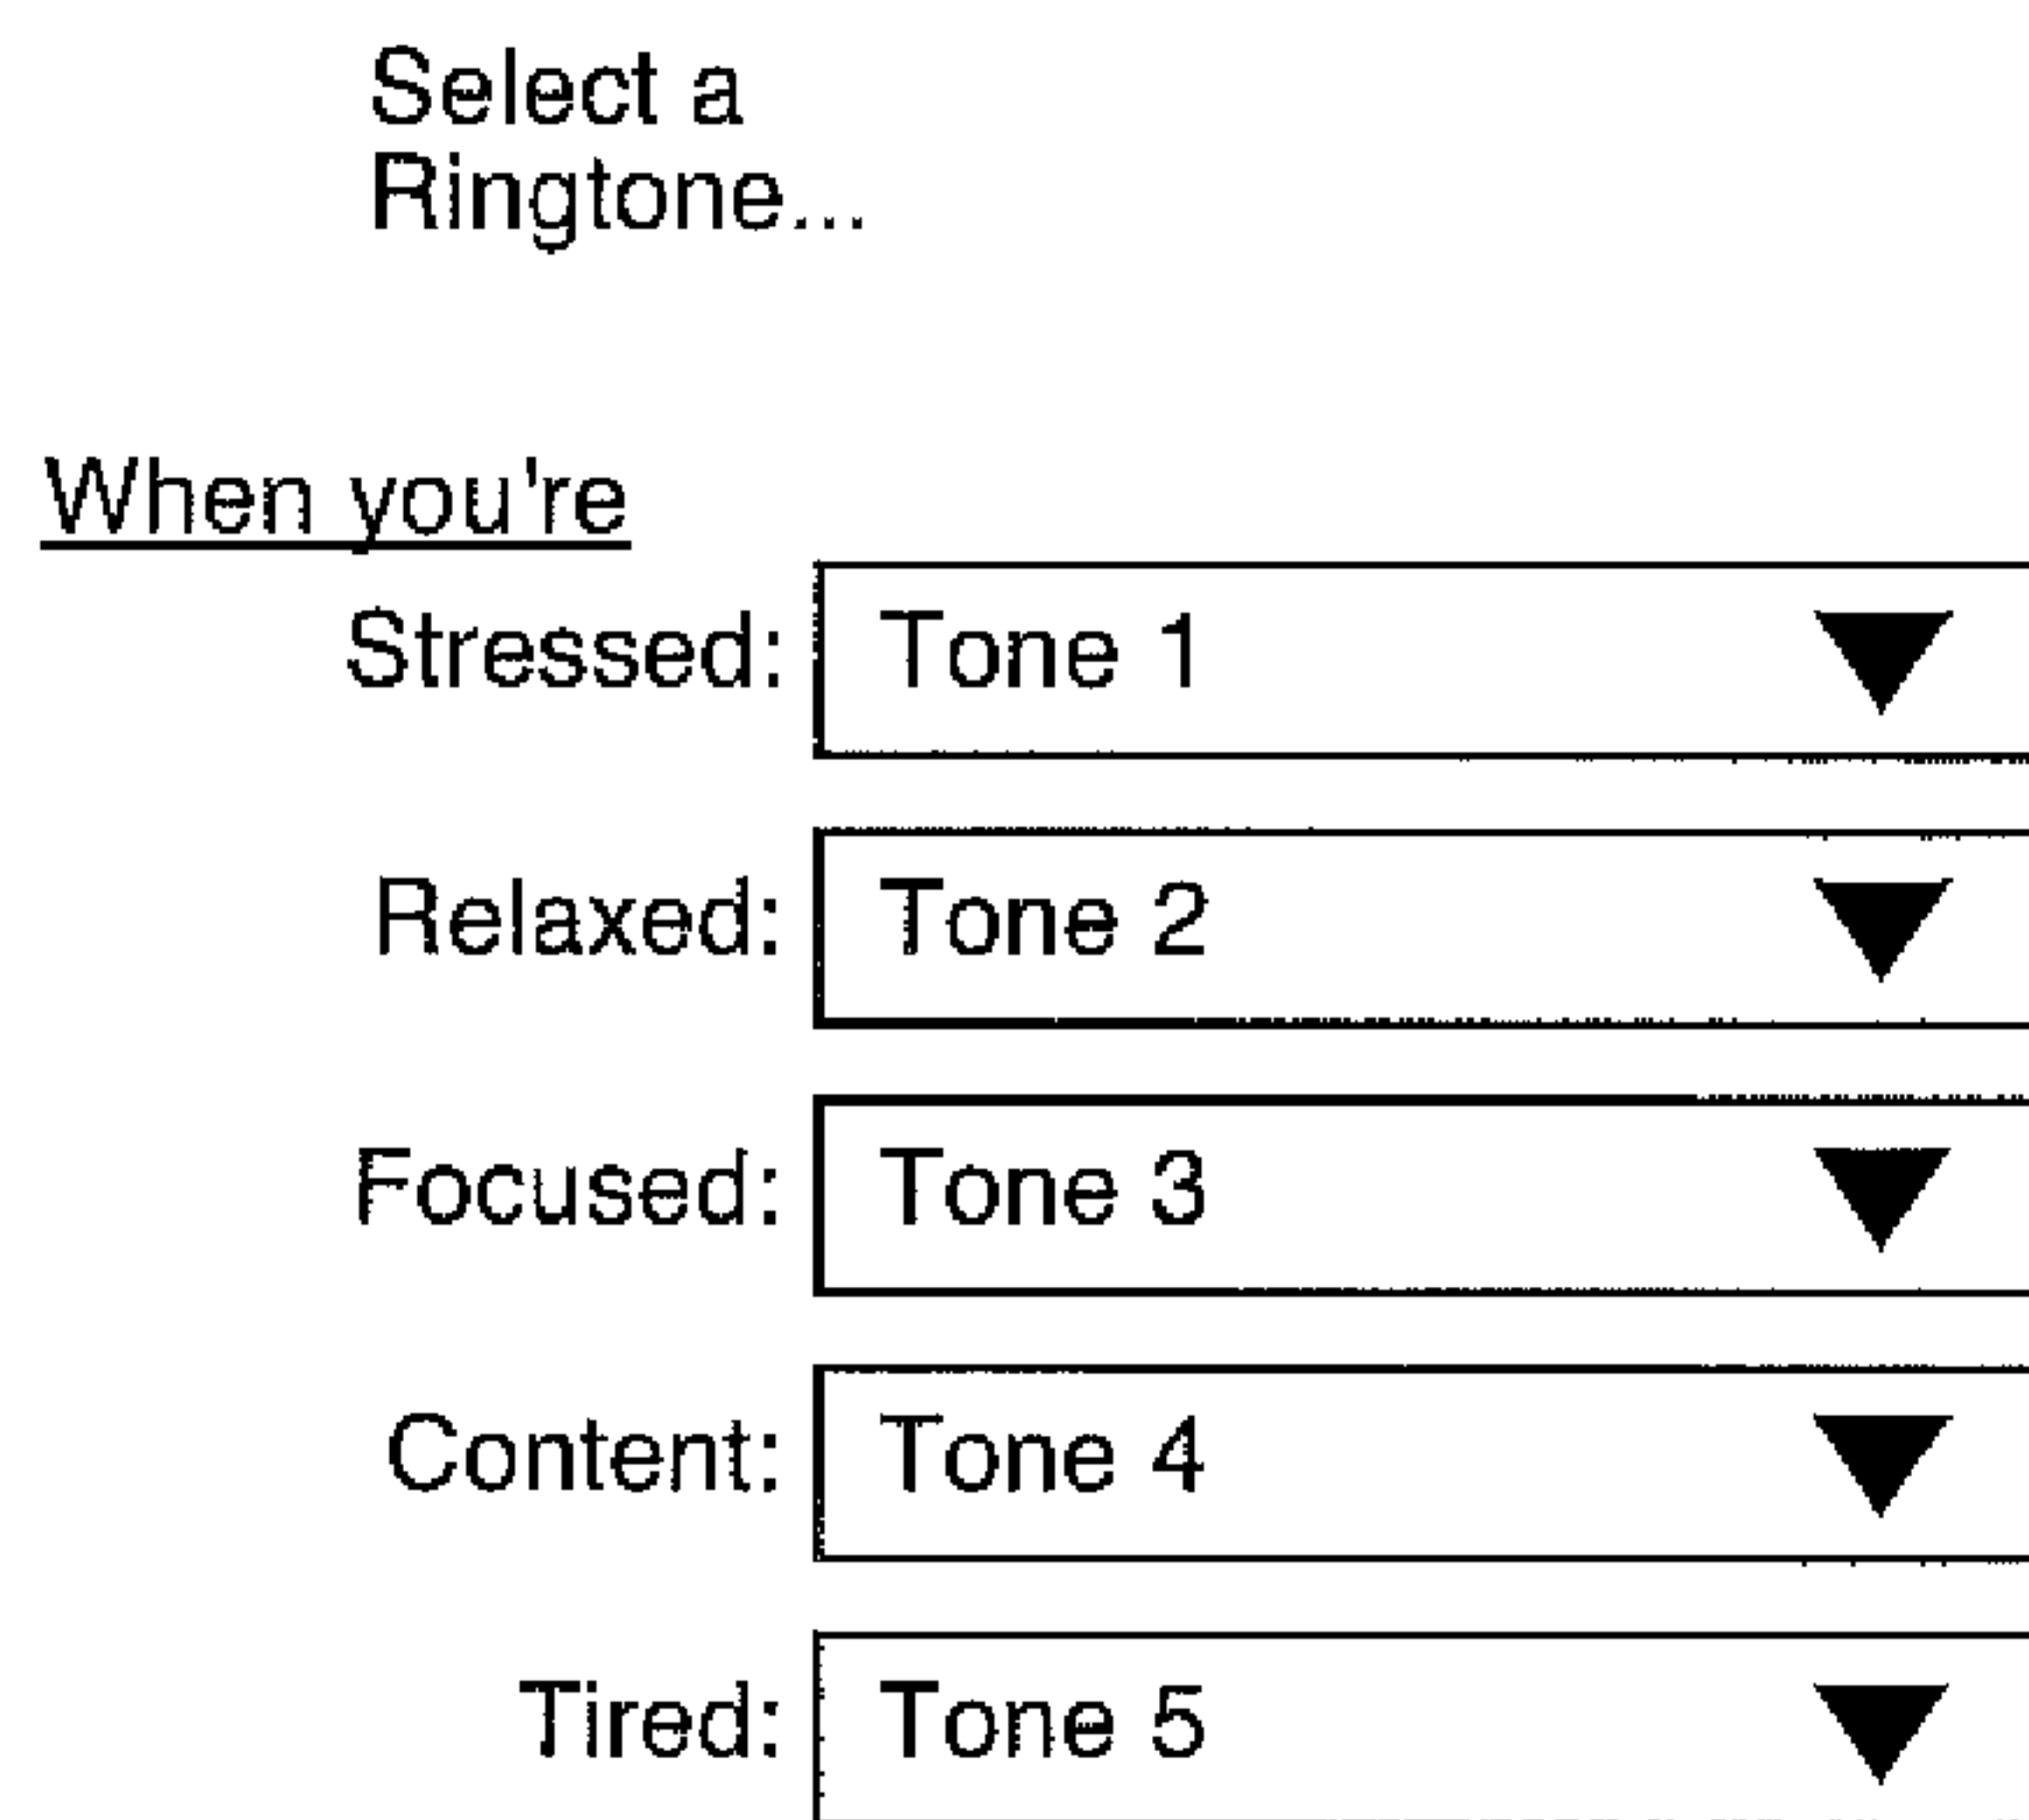 Select a
Ringtone...
When you're
Stressed: Tone 1
Relaxed: Tone 2
Focused: Tone 3
Content: Tone 4
Tired: Tone 5